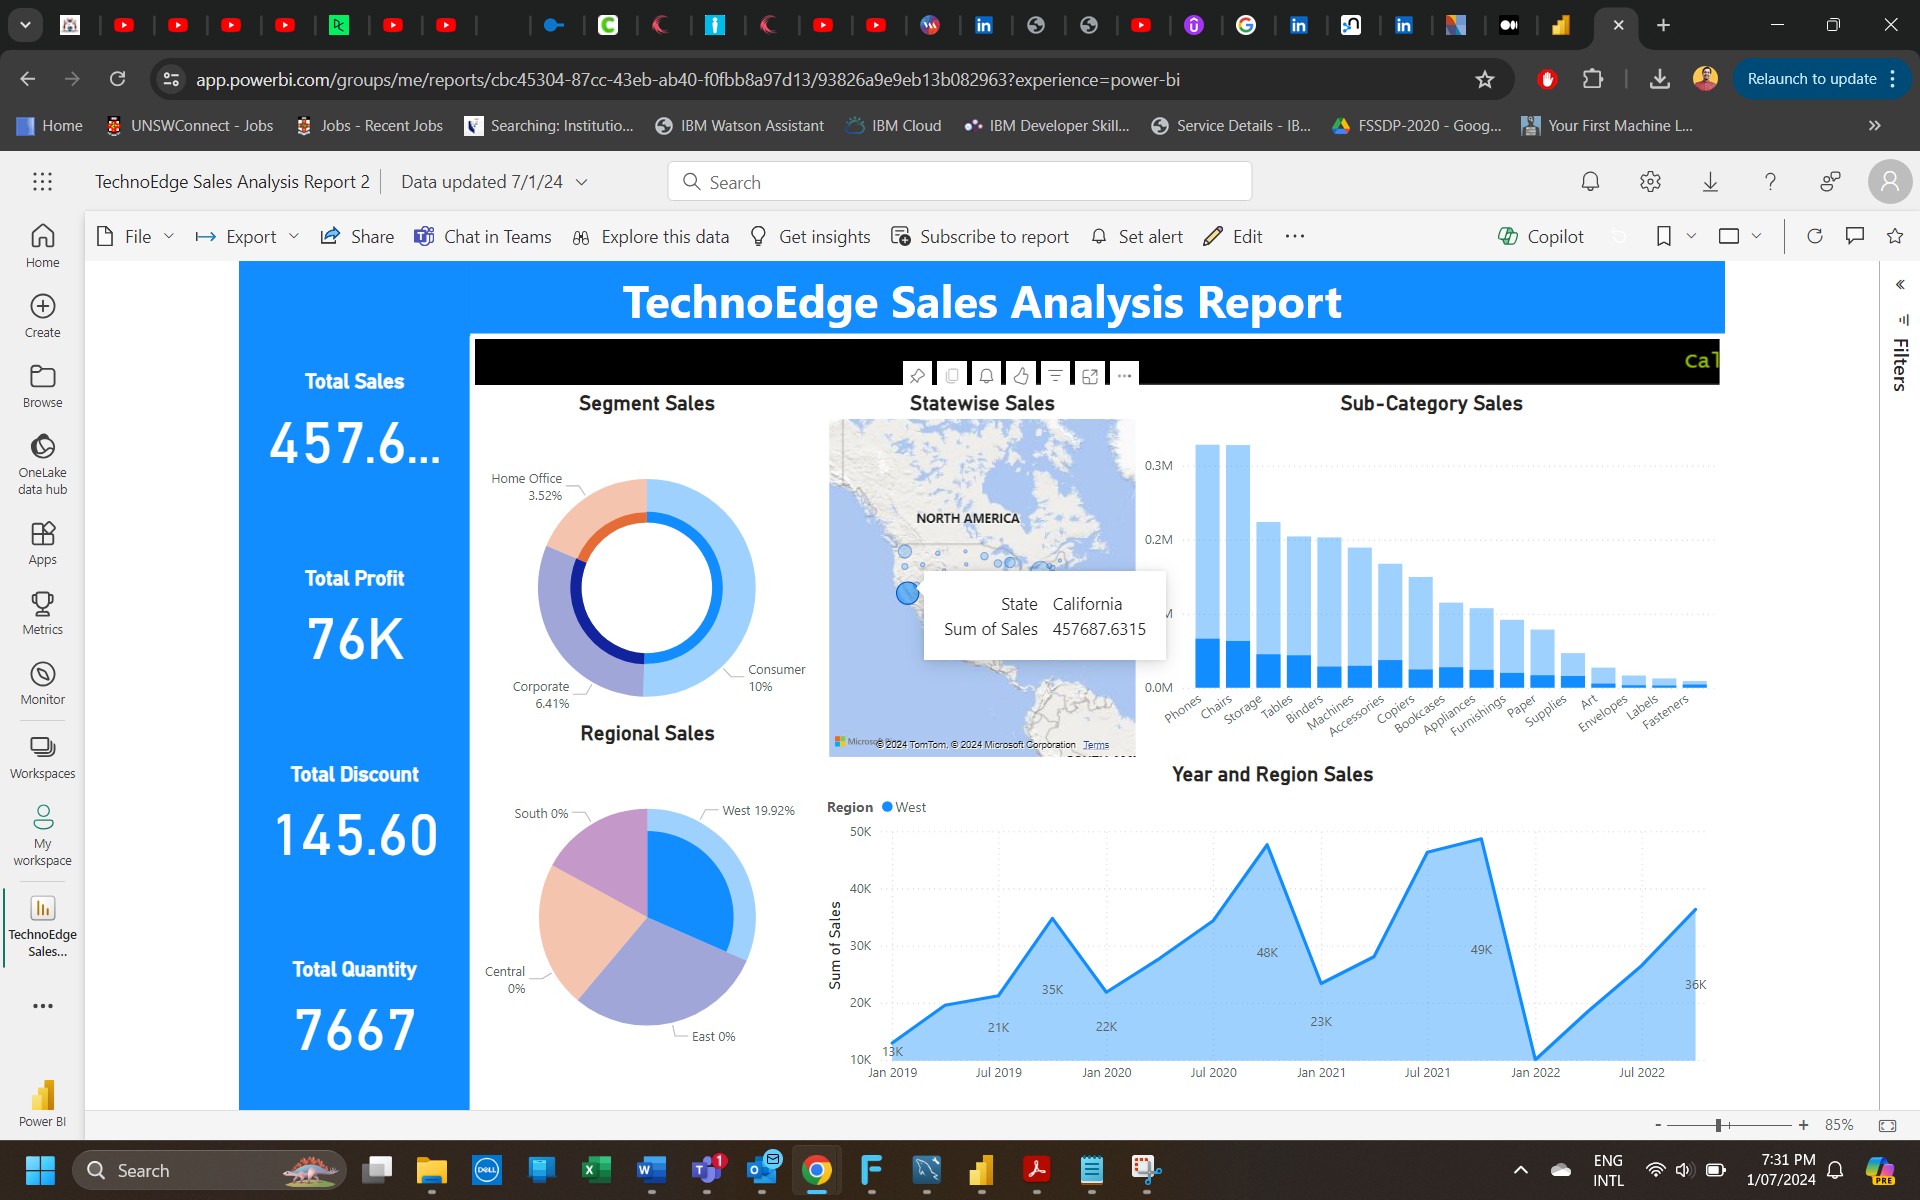 app.powerbi.com/groups/me/reports/cbc45304-87cc-43eb-ab40-f0fbb8a97d13/93826a9e9eb13b082963?experience=power-bi
Relaunch to update
Home
UNSWConnect - Jobs
Jobs - Recent Jobs
Searching: Institutio...
IBM Watson Assistant
IBM Cloud
IBM Developer Skill...
Service Details - IB...
FSSDP-2020 - Goog...
Your First Machine L...
TechnoEdge Sales Analysis Report 2
Data updated 7/1/24
Search
File
Export
Share
Chat in Teams
Explore this data
Get insights
Subscribe to report
Set alert
Edit
Copilot
Home
Create
Browse
OneLake
data hub
Apps
Metrics
Monitor
Workspaces
My
workspace
TechnoEdge
Sales...
Power BI
Filters
TechnoEdge Sales Analysis Report
Cal
Total Sales
457.6...
Total Profit
76K
Total Discount
145.60
Total Quantity
7667
Segment Sales
Home Office
3.52%
Corporate
6.41%
Consumer
10%
Statewise Sales
NORTH AMERICA
State California
Sum of Sales 457687.6315
© 2024 TomTom, © 2024 Microsoft Corporation Terms
Sub-Category Sales
0.3M
0.2M
0.0M
Phones
Chairs
Storage
Tables
Binders
Machines
Accessories
Copiers
Bookcases
Appliances
Furnishings
Paper
Supplies
Art
Envelopes
Labels
Fasteners
Regional Sales
South 0%
West 19.92%
Central
0%
East 0%
Year and Region Sales
Region West
Sum of Sales
50K
40K
30K
20K
10K
13K
21K
35K
22K
48K
23K
49K
36K
Jan 2019
Jul 2019
Jan 2020
Jul 2020
Jan 2021
Jul 2021
Jan 2022
Jul 2022
85%
Search
DELL
1
ENG
INTL
7:31 PM
1/07/2024
PRE